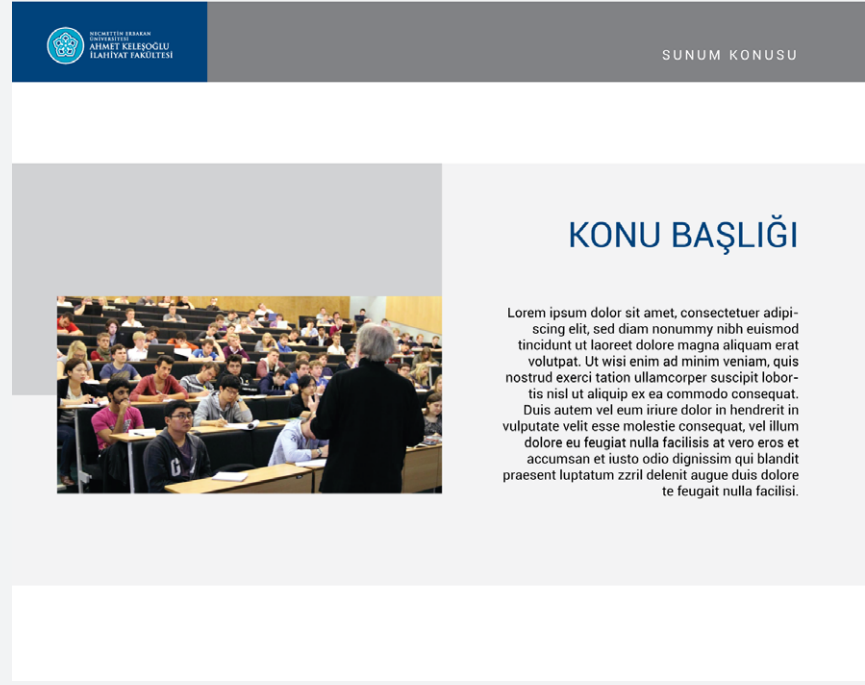 NECMETTİN ERBAKAN
ÜNİVERSİTESİ
AHMET KELEŞOĞLU
İLAHİYAT FAKÜLTESİ
SUNUM KONUSU
KONU BAŞLIĞI
Lorem ipsum dolor sit amet, consectetuer adipi-
scing elit, sed diam nonummy nibh euismod
tincidunt ut laoreet dolore magna aliquam erat
volutpat. Ut wisi enim ad minim veniam, quis
nostrud exerci tation ullamcorper suscipit lobor-
tis nisl ut aliquip ex ea commodo consequat.
Duis autem vel eum iriure dolor in hendrerit in
vulputate velit esse molestie consequat, vel illum
dolore eu feugiat nulla facilisis at vero eros et
accumsan et iusto odio dignissim qui blandit
praesent luptatum zzril delenit augue duis dolore
te feugait nulla facilisi.